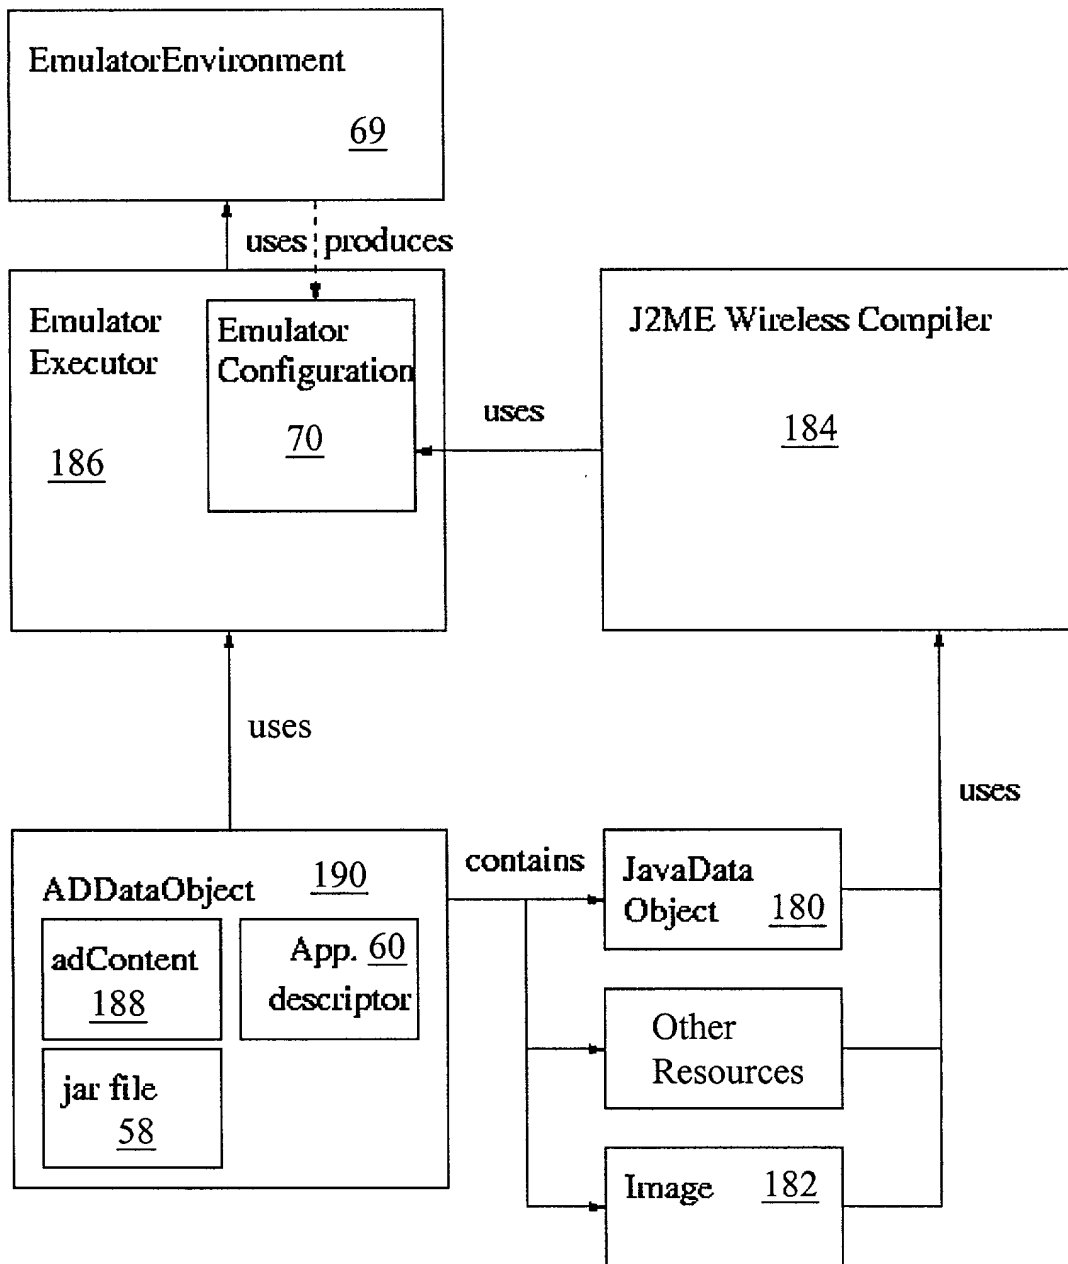 EmulatorEnvironment
69
uses produces
Emulator
Executor
186
Emulator
Configuration
70
uses
J2ME Wireless Compiler
184
uses
uses
ADDataObject 190
adContent
188
App. 60
descriptor
jar file
58
contains
JavaData
Object 180
Other
Resources
Image 182